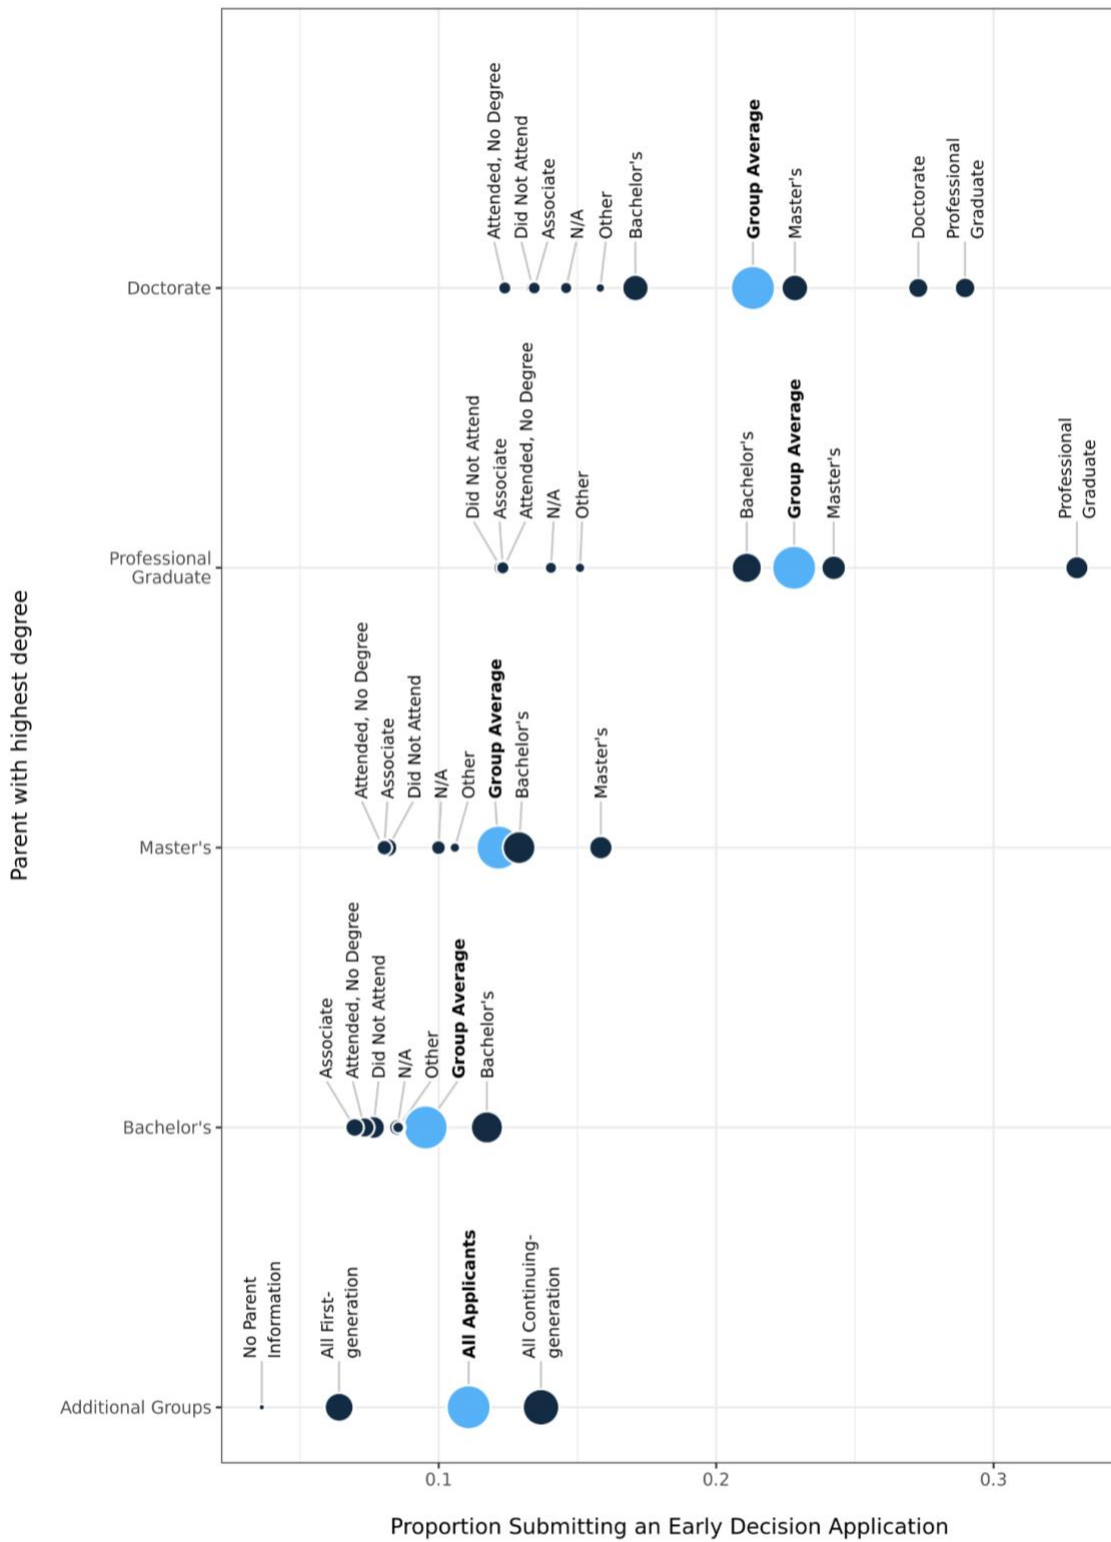 Parent with highest degree
Doctorate
Attended, No Degree
Did Not Attend
Associate
N/A
Other
Bachelor's
Group Average
Master's
Doctorate
Professional
Graduate
Professional
Graduate
Did Not Attend
Associate
Attended, No Degree
N/A
Other
Bachelor's
Group Average
Master's
Professional
Graduate
Master's
Attended, No Degree
Associate
Did Not Attend
N/A
Other
Group Average
Bachelor's
Master's
Bachelor's
Associate
Attended, No Degree
Did Not Attend
N/A
Other
Group Average
Bachelor's
Additional Groups
No Parent
Information
All First-
generation
All Applicants
All Continuing-
generation
0.1
0.2
0.3
Proportion Submitting an Early Decision Application